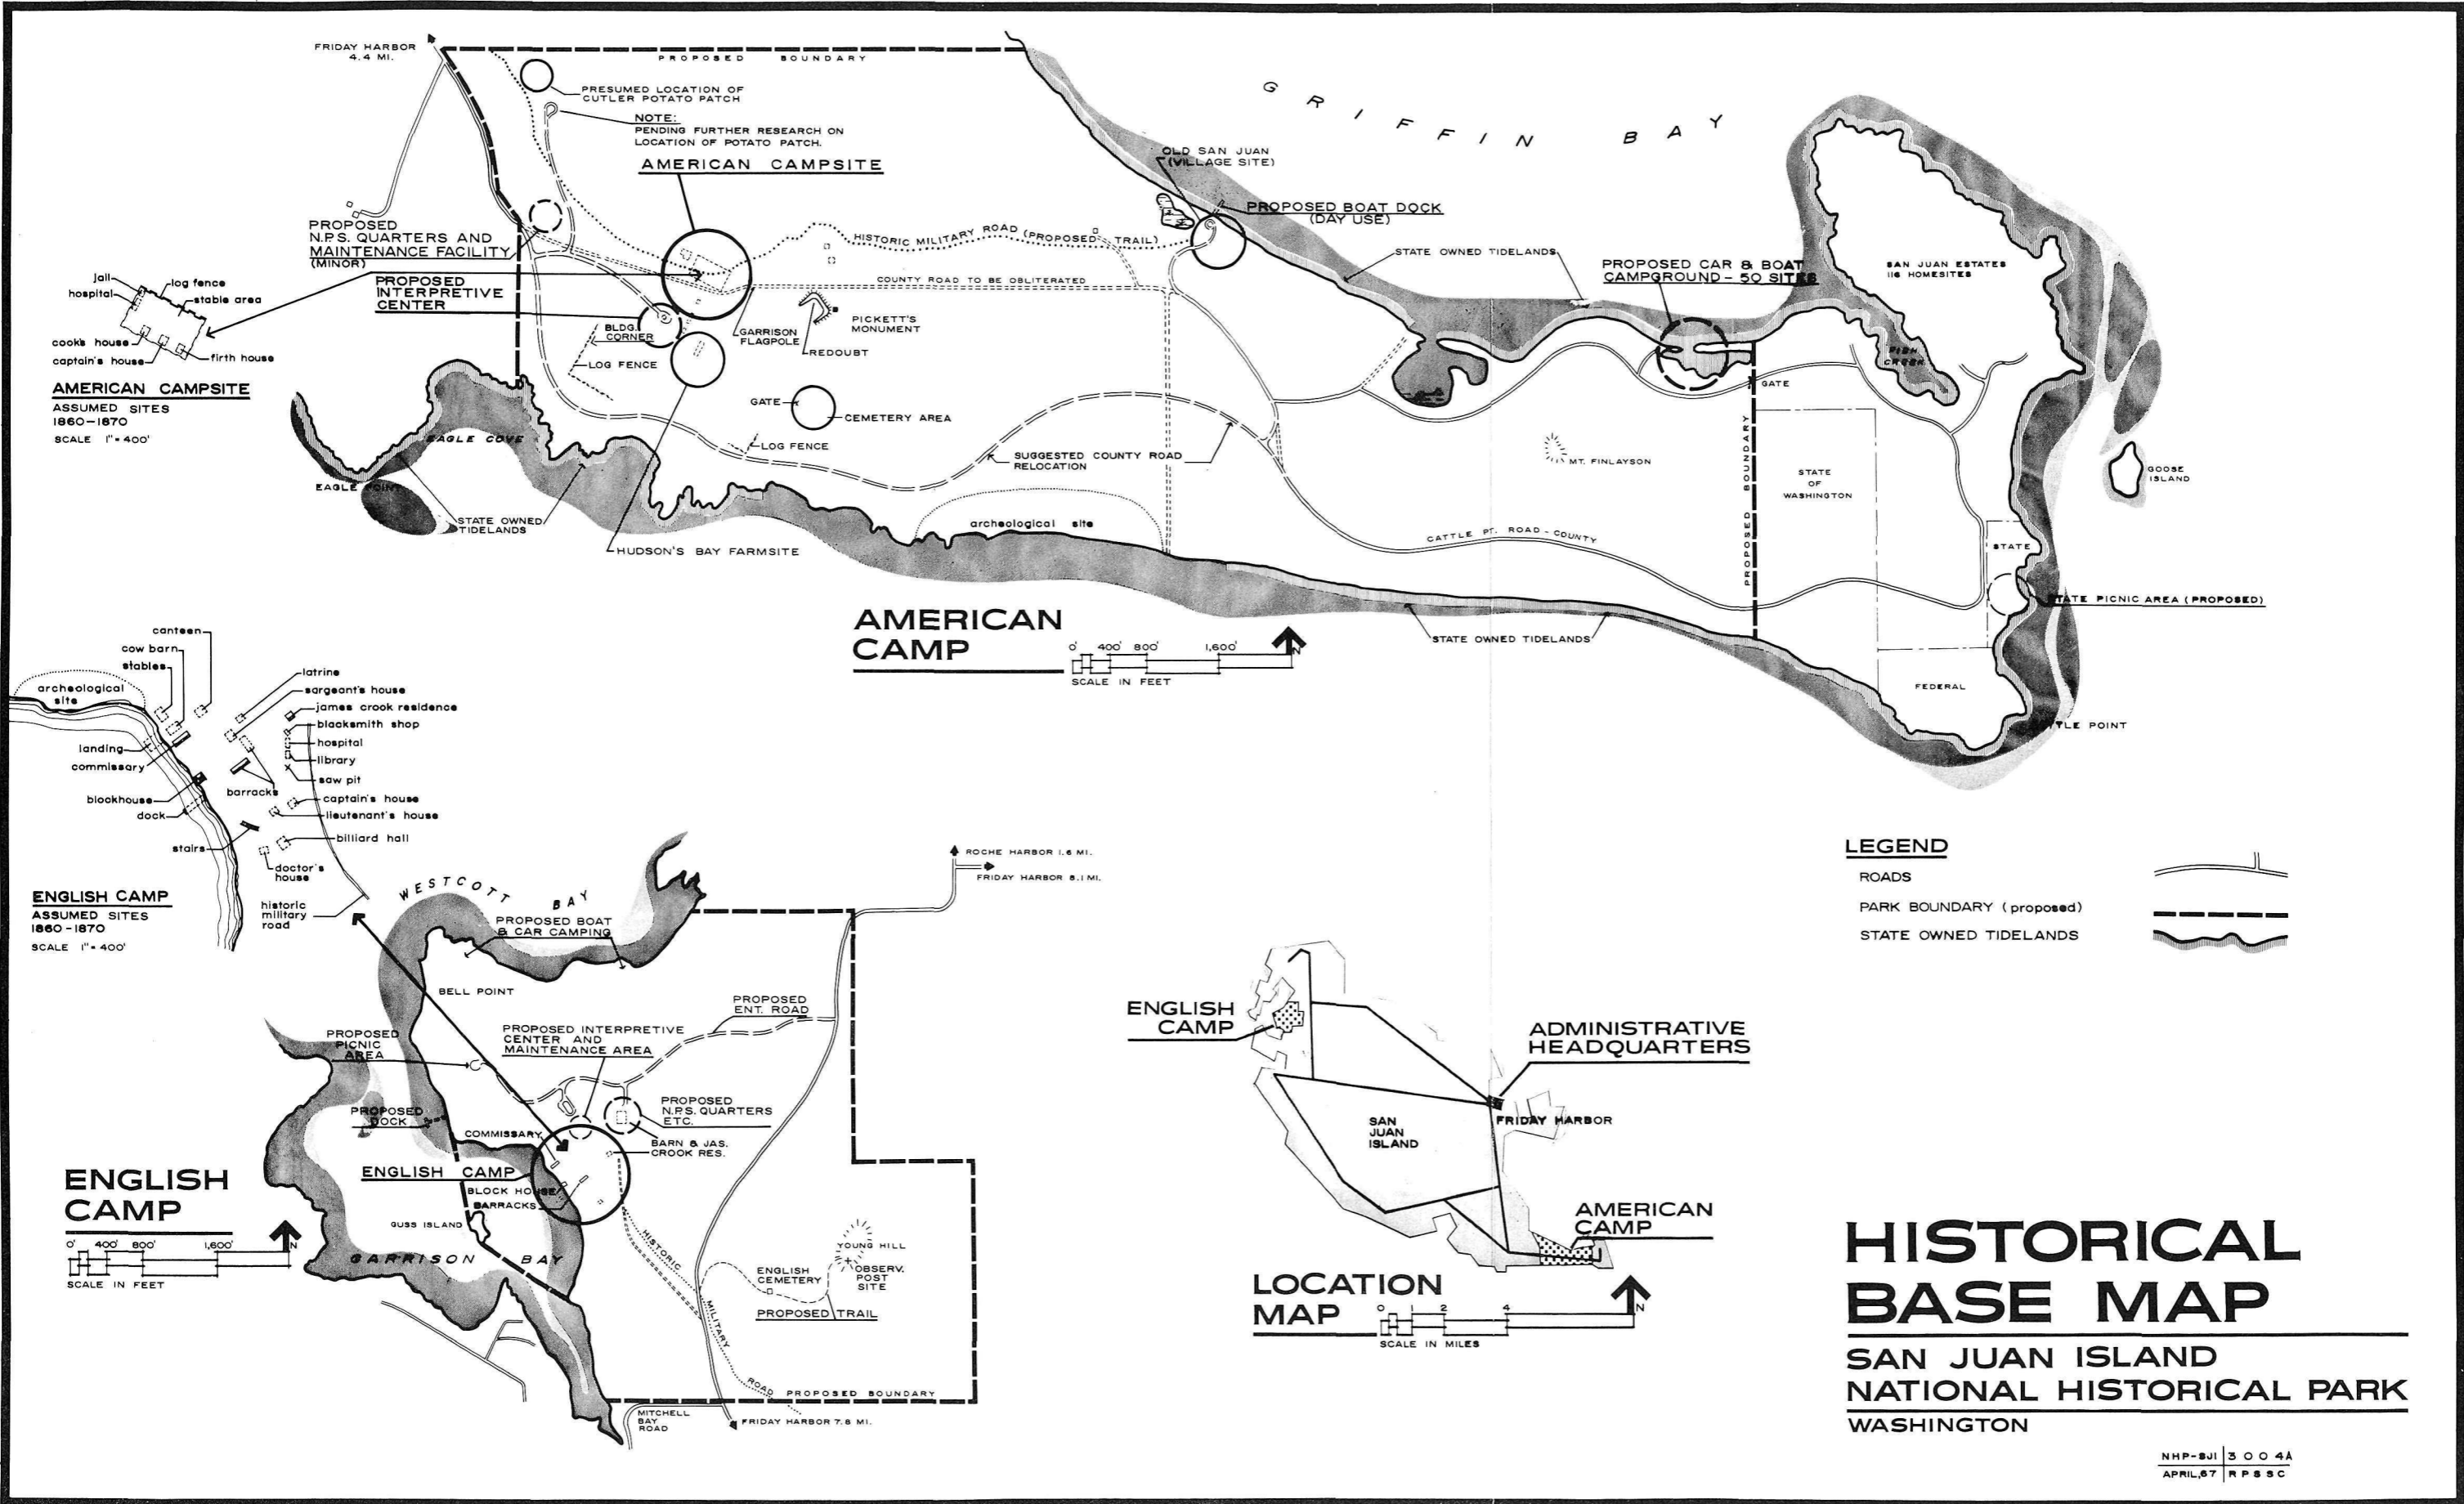 FRIDAY HARBOR
4.4 MI.
PROPOSED BOUNDARY
PRESUMED LOCATION OF
CUTLER POTATO PATCH
NOTE:
PENDING FURTHER RESEARCH ON
LOCATION OF POTATO PATCH.
AMERICAN CAMPSITE
GRIFFIN BAY
OLD SAN JUAN
(VILLAGE SITE)
PROPOSED BOAT DOCK
(DAY USE)
PROPOSED
N.P.S. QUARTERS AND
MAINTENANCE FACILITY
(MINOR)
HISTORIC MILITARY ROAD (PROPOSED TRAIL)
STATE OWNED TIDELANDS
PROPOSED CAR & BOAT
CAMPGROUND - 50 SITES
SAN JUAN ESTATES
116 HOMESITES
PROPOSED
INTERPRETIVE
CENTER
COUNTY ROAD TO BE OBLITERATED
BLDG.
CORNER
GARRISON
FLAGPOLE
PICKETT'S
MONUMENT
REDOUBT
LOG FENCE
FISH
CREEK
GATE
GATE
CEMETERY AREA
LOG FENCE
jail
hospital
log fence
stable area
cook's house
captain's house
firth house
AMERICAN CAMPSITE
ASSUMED SITES
1860-1870
SCALE 1" = 400'
EAGLE COVE
EAGLE POINT
STATE OWNED
TIDELANDS
SUGGESTED COUNTY ROAD
RELOCATION
MT. FINLAYSON
PROPOSED BOUNDARY
STATE
OF
WASHINGTON
GOOSE
ISLAND
archeological site
HUDSON'S BAY FARMSITE
CATTLE PT. ROAD - COUNTY
STATE
STATE PICNIC AREA (PROPOSED)
STATE OWNED TIDELANDS
FEDERAL
TLE POINT
AMERICAN
CAMP
0' 400' 800' 1,600'
N
SCALE IN FEET
canteen
cow barn
stables
archeological
site
latrine
sargeant's house
james crook residence
blacksmith shop
hospital
library
saw pit
landing
commissary
blockhouse
dock
barracks
captain's house
lieutenant's house
billiard hall
stairs
doctor's
house
ENGLISH CAMP
ASSUMED SITES
1860-1870
SCALE 1" = 400'
historic
military
road
WESTCOTT BAY
PROPOSED BOAT
& CAR CAMPING
ROCHE HARBOR 1.6 MI.
FRIDAY HARBOR 8.1 MI.
BELL POINT
PROPOSED
ENT. ROAD
PROPOSED
PICNIC
AREA
PROPOSED INTERPRETIVE
CENTER AND
MAINTENANCE AREA
PROPOSED
DOCK
PROPOSED
N.P.S. QUARTERS
ETC.
COMMISSARY
BARN & JAS.
CROOK RES.
ENGLISH CAMP
BLOCK HOUSE
BARRACKS
GUSS ISLAND
GARRISON BAY
HISTORIC MILITARY ROAD
YOUNG HILL
OBSERV.
POST
SITE
ENGLISH
CEMETERY
PROPOSED TRAIL
PROPOSED BOUNDARY
MITCHELL
BAY
ROAD
FRIDAY HARBOR 7.8 MI.
ENGLISH
CAMP
0' 400' 800' 1,600'
N
SCALE IN FEET
ENGLISH
CAMP
ADMINISTRATIVE
HEADQUARTERS
SAN
JUAN
ISLAND
FRIDAY HARBOR
AMERICAN
CAMP
LOCATION
MAP
0 1 2 4
N
SCALE IN MILES
LEGEND
ROADS
PARK BOUNDARY (proposed)
STATE OWNED TIDELANDS
HISTORICAL
BASE MAP
SAN JUAN ISLAND
NATIONAL HISTORICAL PARK
WASHINGTON
NHP-SJI 3004A
APRIL,67 RPSSC